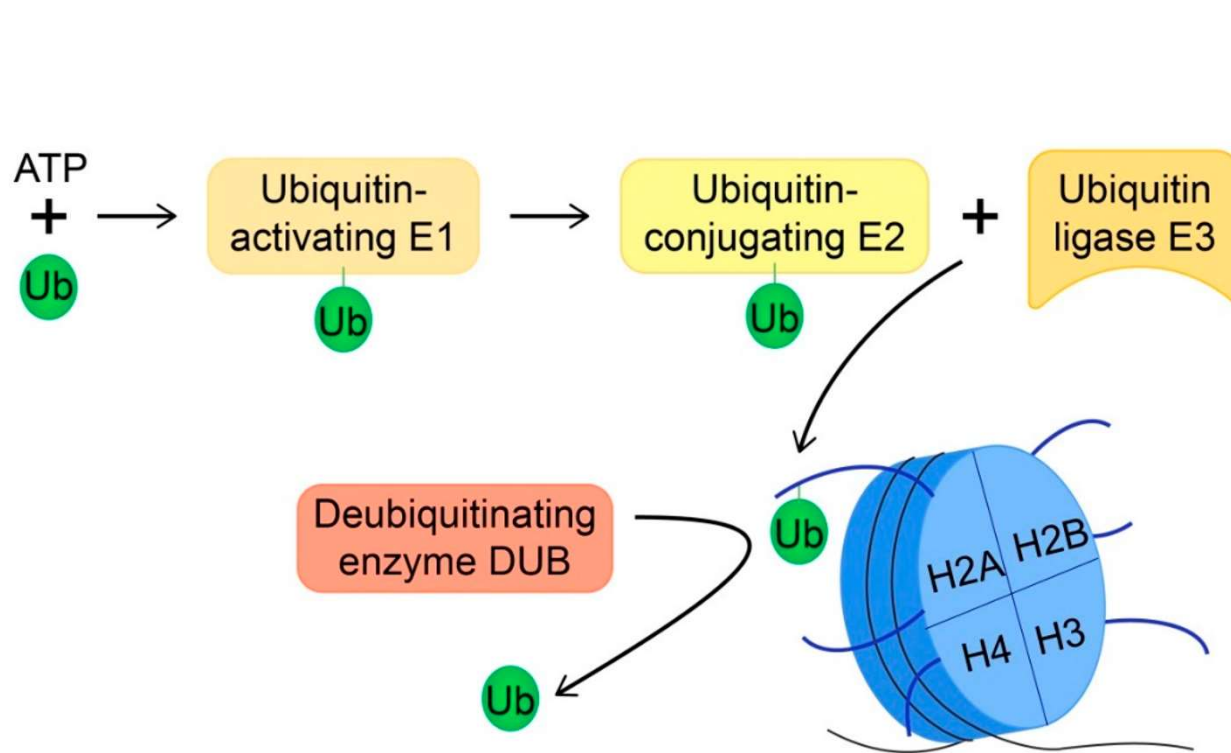 ATP
+
Ub
Ubiquitin-
activating E1
Ub
Ubiquitin-
conjugating E2
Ub
+
Ubiquitin
ligase E3
Deubiquitinating
enzyme DUB
Ub
Ub
H2A
H2B
H4
H3